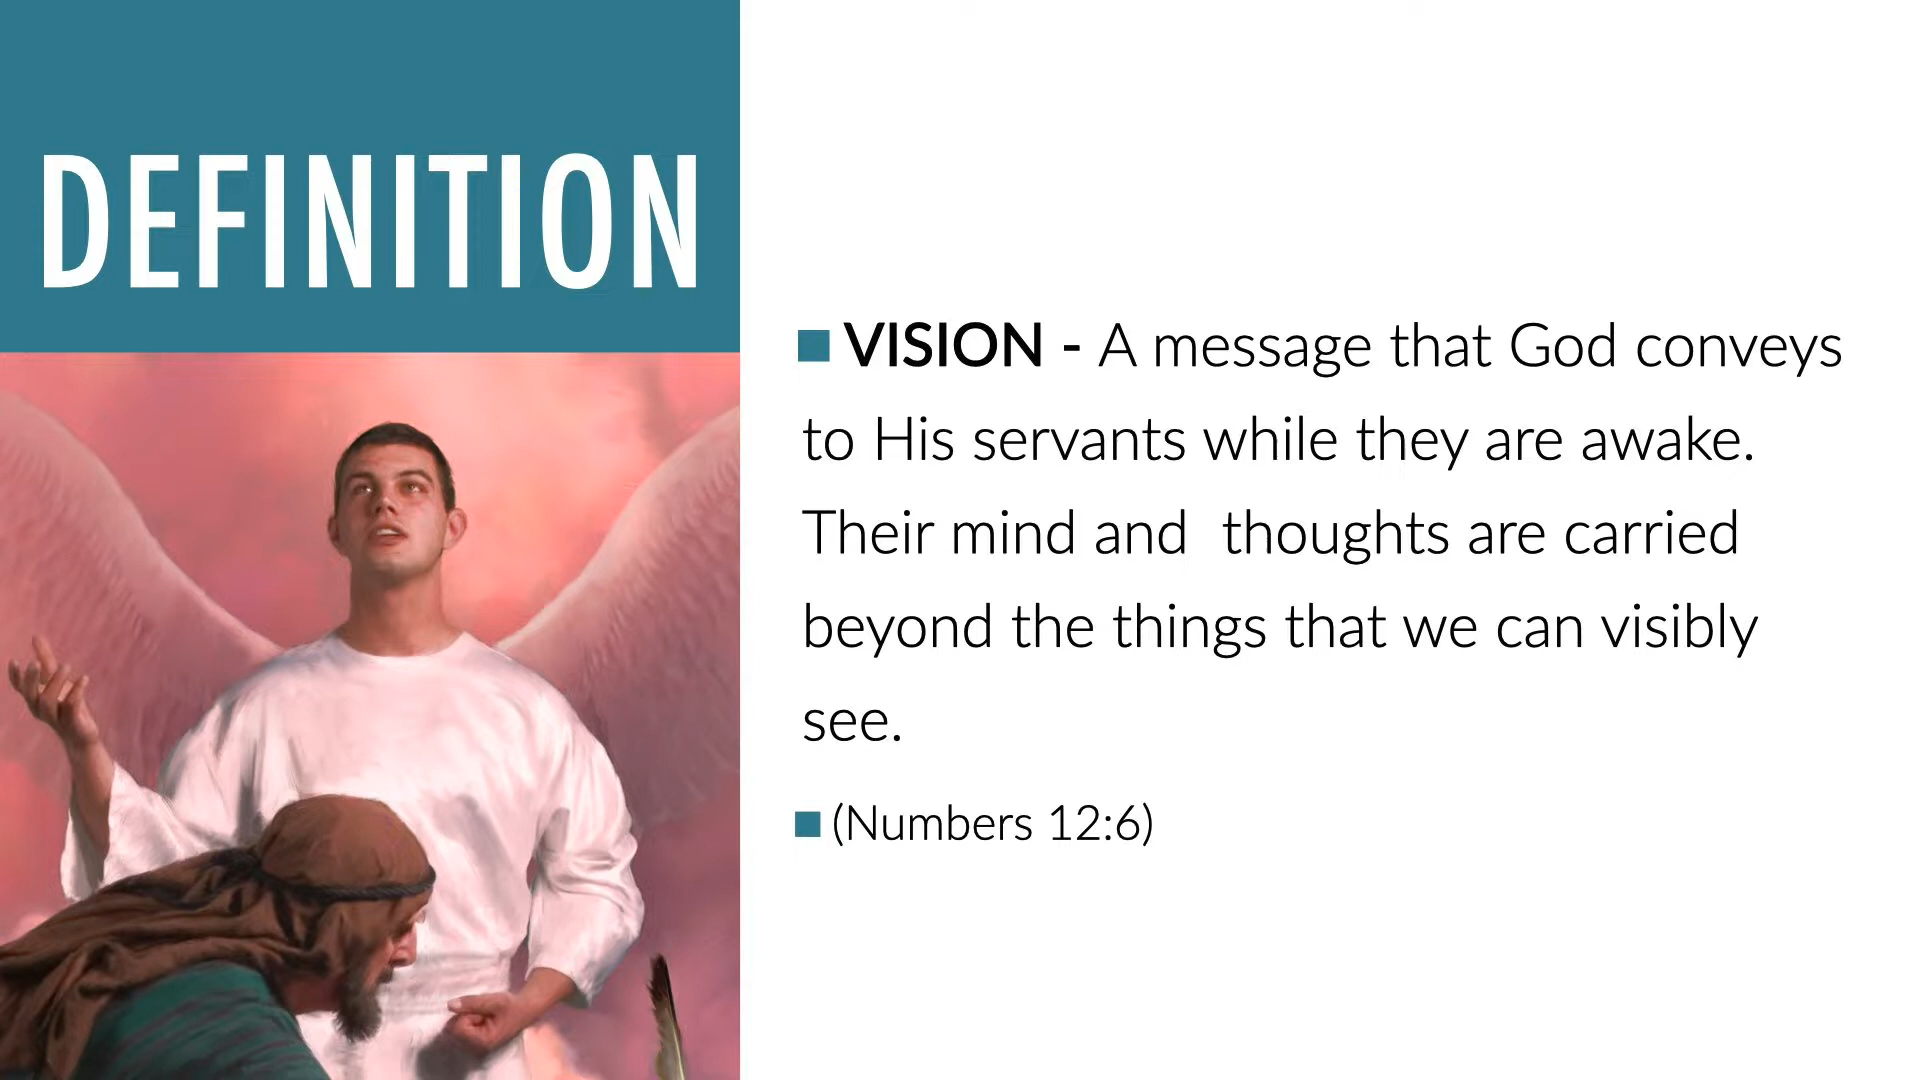 DEFINITION
VISION - A message that God conveys
to His servants while they are awake.
Their mind and  thoughts are carried
beyond the things that we can visibly
see.
(Numbers 12:6)